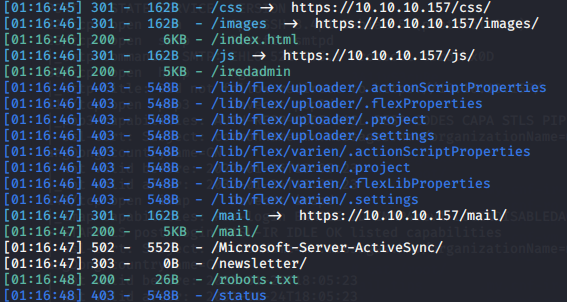 [01:16:45] 301 - 162B - /css -> https://10.10.10.157/css/
[01:16:46] 301 - 162B - /images -> https://10.10.10.157/images/
[01:16:46] 200 - 6KB - /index.html
[01:16:46] 301 - 162B - /js -> https://10.10.10.157/js/
[01:16:46] 200 - 5KB - /iredadmin
[01:16:46] 403 - 548B - /lib/flex/uploader/.actionScriptProperties
[01:16:46] 403 - 548B - /lib/flex/uploader/.flexProperties
[01:16:46] 403 - 548B - /lib/flex/uploader/.project
[01:16:46] 403 - 548B - /lib/flex/uploader/.settings
[01:16:46] 403 - 548B - /lib/flex/varien/.actionScriptProperties
[01:16:46] 403 - 548B - /lib/flex/varien/.project
[01:16:46] 403 - 548B - /lib/flex/varien/.flexLibProperties
[01:16:46] 403 - 548B - /lib/flex/varien/.settings
[01:16:47] 301 - 162B - /mail -> https://10.10.10.157/mail/
[01:16:47] 200 - 5KB - /mail/
[01:16:47] 502 - 552B - /Microsoft-Server-ActiveSync/
[01:16:47] 303 - 0B - /newsletter/
[01:16:48] 200 - 26B - /robots.txt
[01:16:48] 403 - 548B - /status